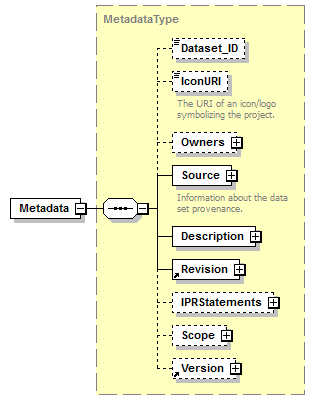 MetadataType
Dataset_ID
IconURI
The URI of an icon/logo
symbolizing the project.
Owners
Source
Information about the data
set provenance.
Metadata
Description
Revision
IPRStatements
Scope
Version